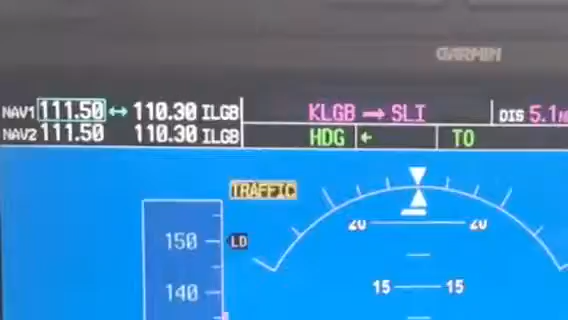 GARMIN
NAV1 111.50 ↔ 110.30 ILGB KLGB → SLI DIS 5.1
NAV2 111.50 110.30 ILGB HDG ← TO
TRAFFIC
20 20
150 LD
15 15
140